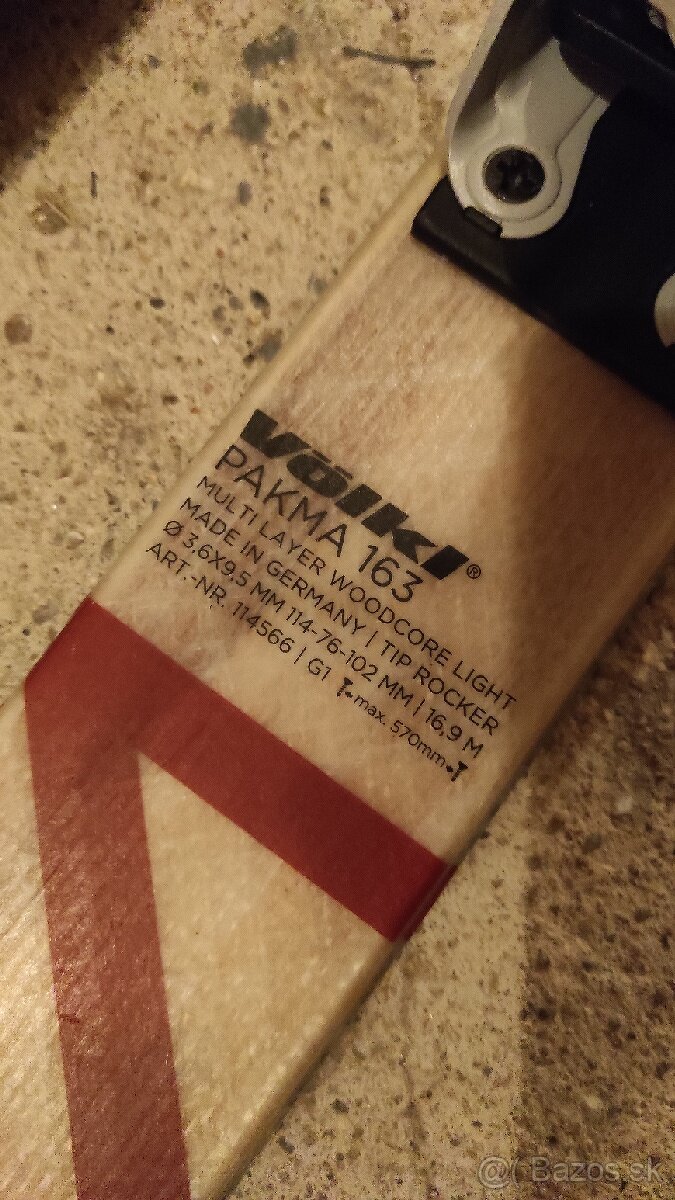 völkl®
PAKMA 163
MULTI LAYER WOODCORE LIGHT
MADE IN GERMANY | TIP ROCKER
Ø 3,6X9,5 MM 114-76-102 MM | 16,9 M
ART.-NR. 114566 | G1 max. 570mm
Bazos.sk